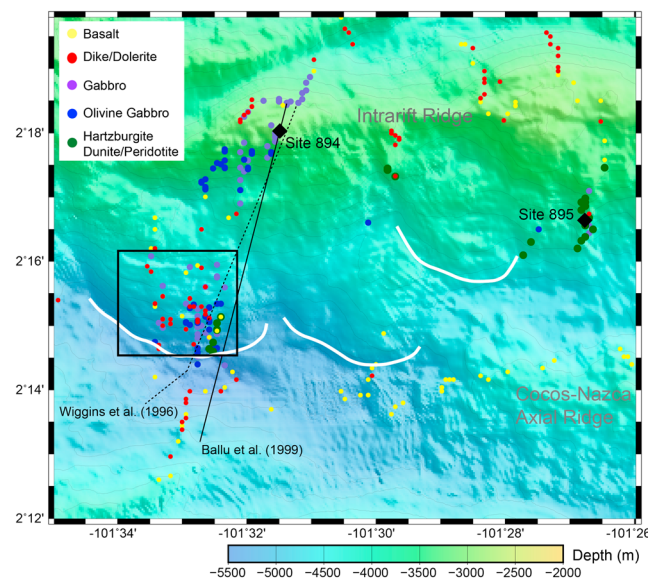 Basalt
Dike/Dolerite
Gabbro
Olivine Gabbro
Hartzburgite
Dunite/Peridotite
Intrarift Ridge
Site 894
Site 895
Cocos-Nazca
Axial Ridge
Wiggins et al. (1996)
Ballu et al. (1999)
2°18'
2°16'
2°14'
2°12'
-101°34' -101°32' -101°30' -101°28' -101°26'
Depth (m)
-5500 -5000 -4500 -4000 -3500 -3000 -2500 -2000